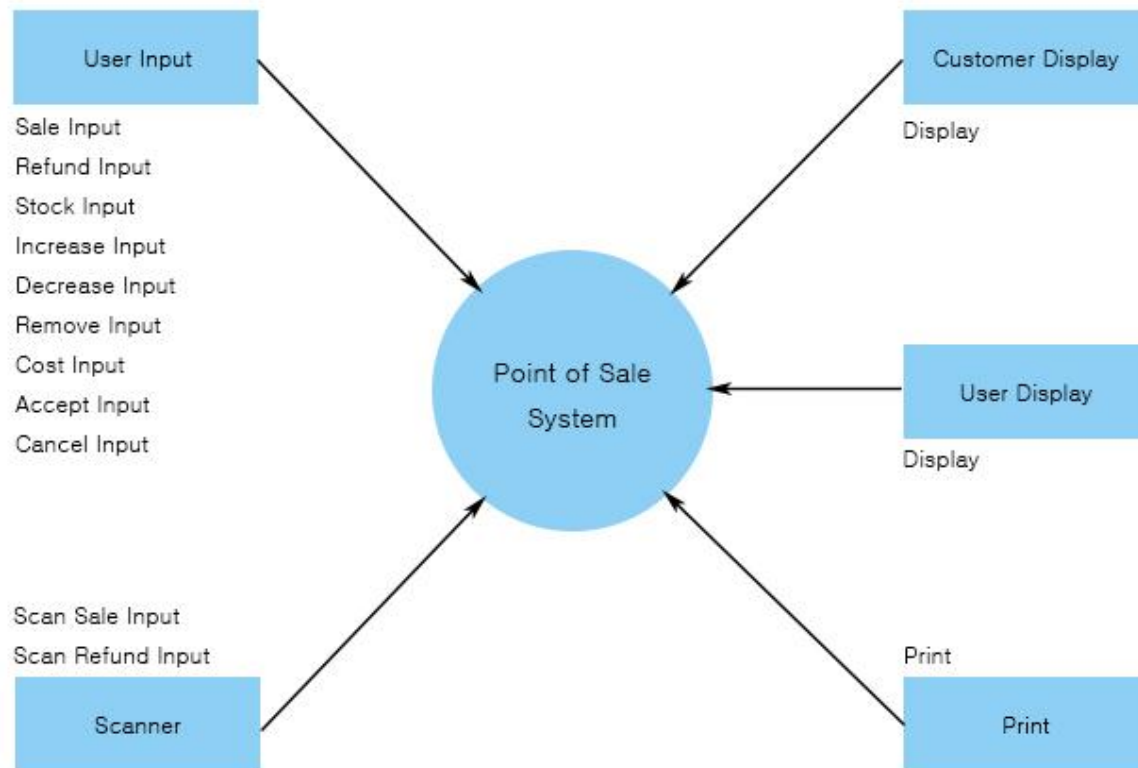 User Input
Sale Input
Refund Input
Stock Input
Increase Input
Decrease Input
Remove Input
Cost Input
Accept Input
Cancel Input
Customer Display
Display
Point of Sale
System
User Display
Display
Scan Sale Input
Scan Refund Input
Scanner
Print
Print